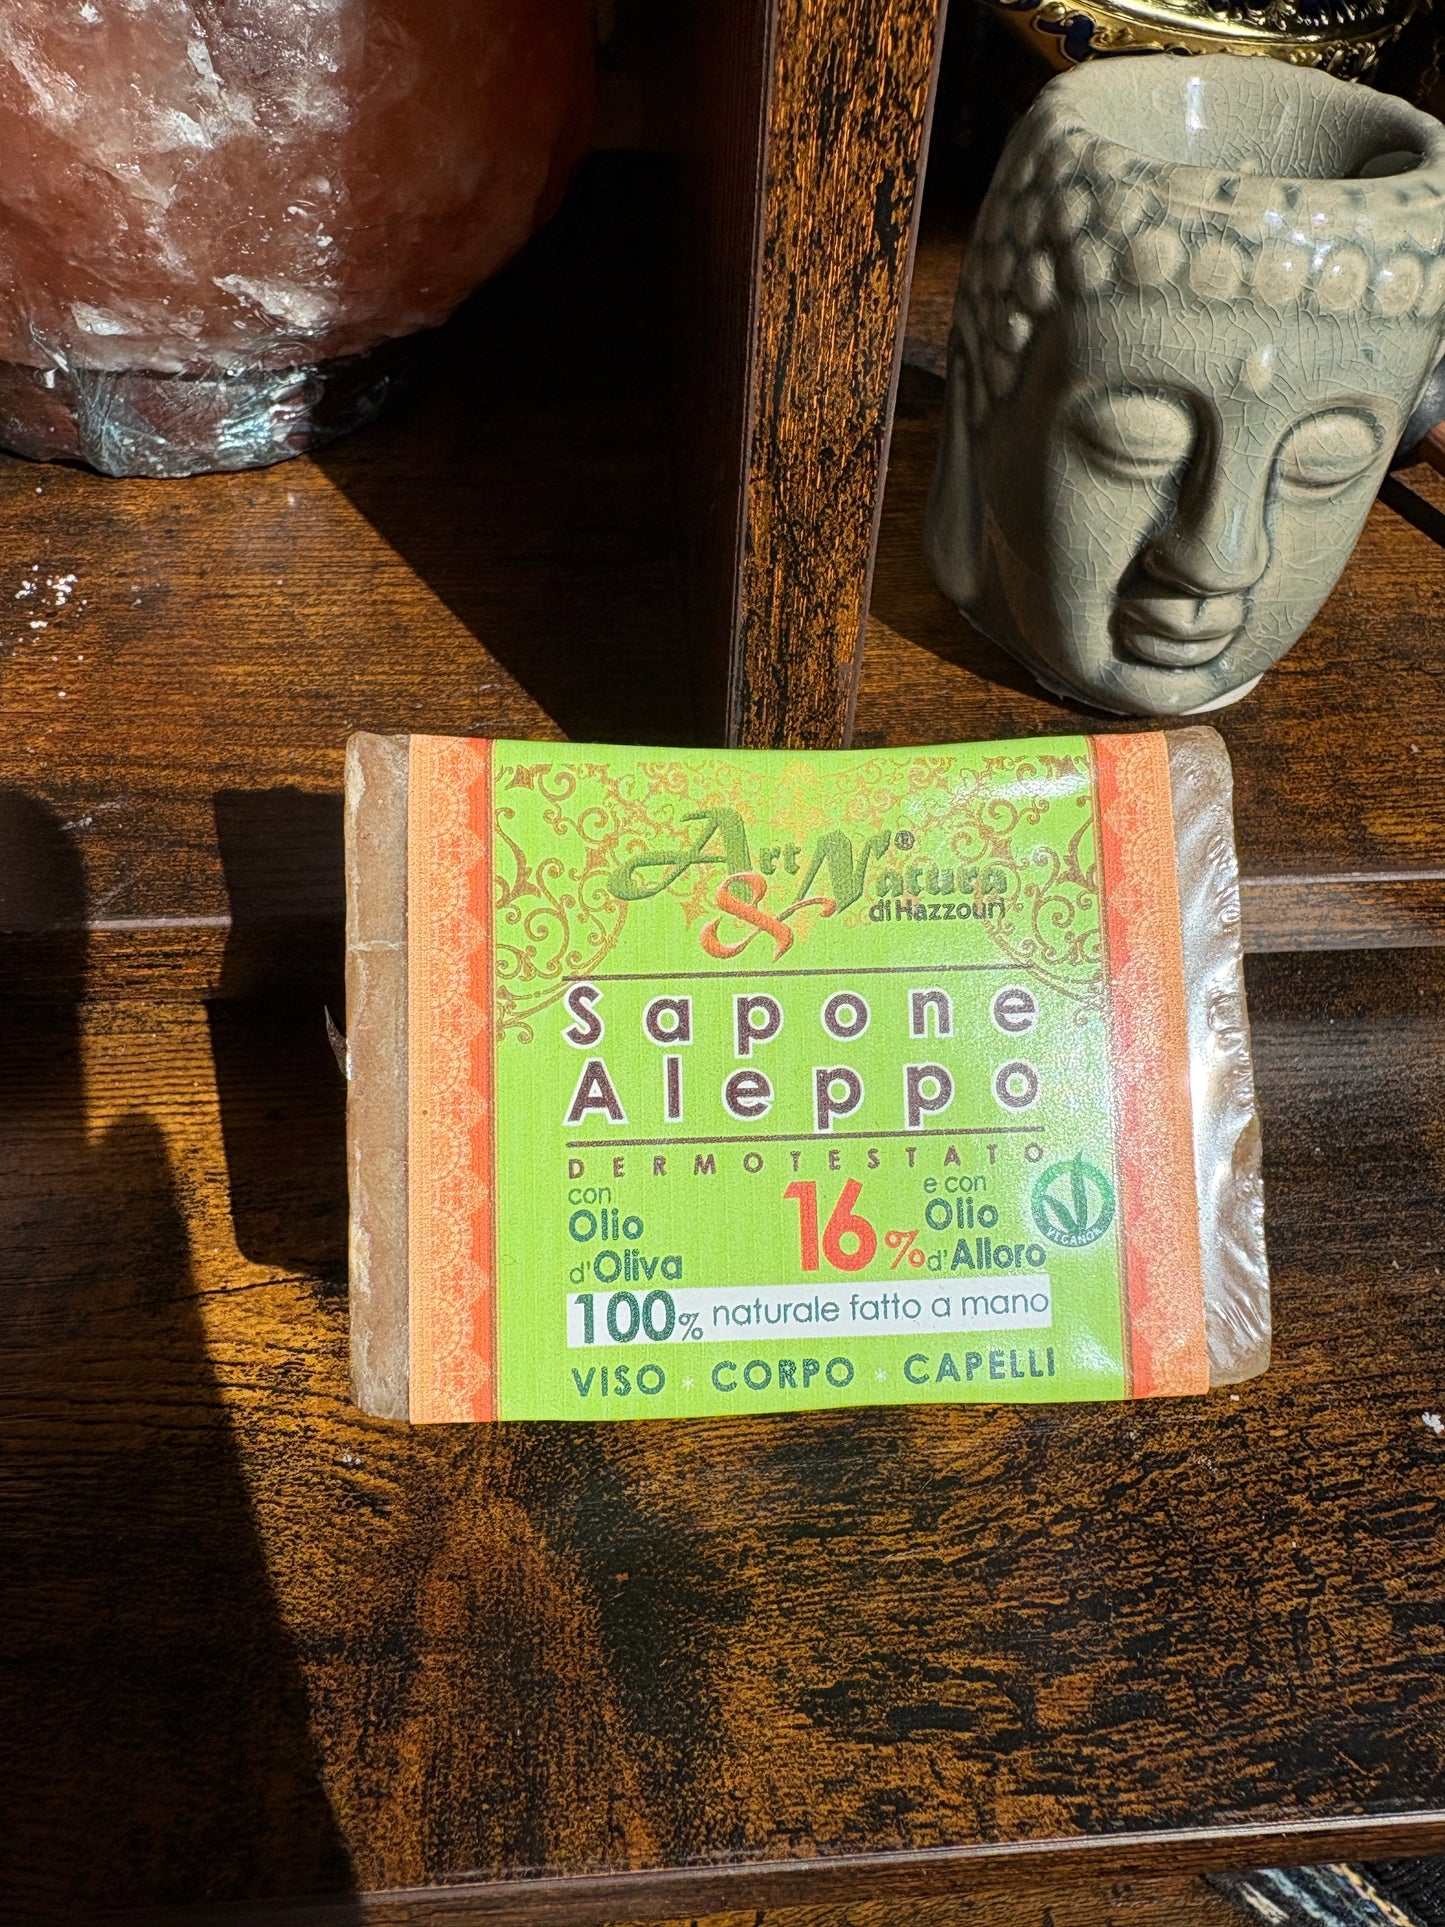 Art & Natura®
di Hazzouri
Sapone
Aleppo
DERMOTESTATO
con
Olio
d'Oliva
16%
e con
Olio
d'Alloro
VEGANO
100% naturale fatto a mano
VISO * CORPO * CAPELLI